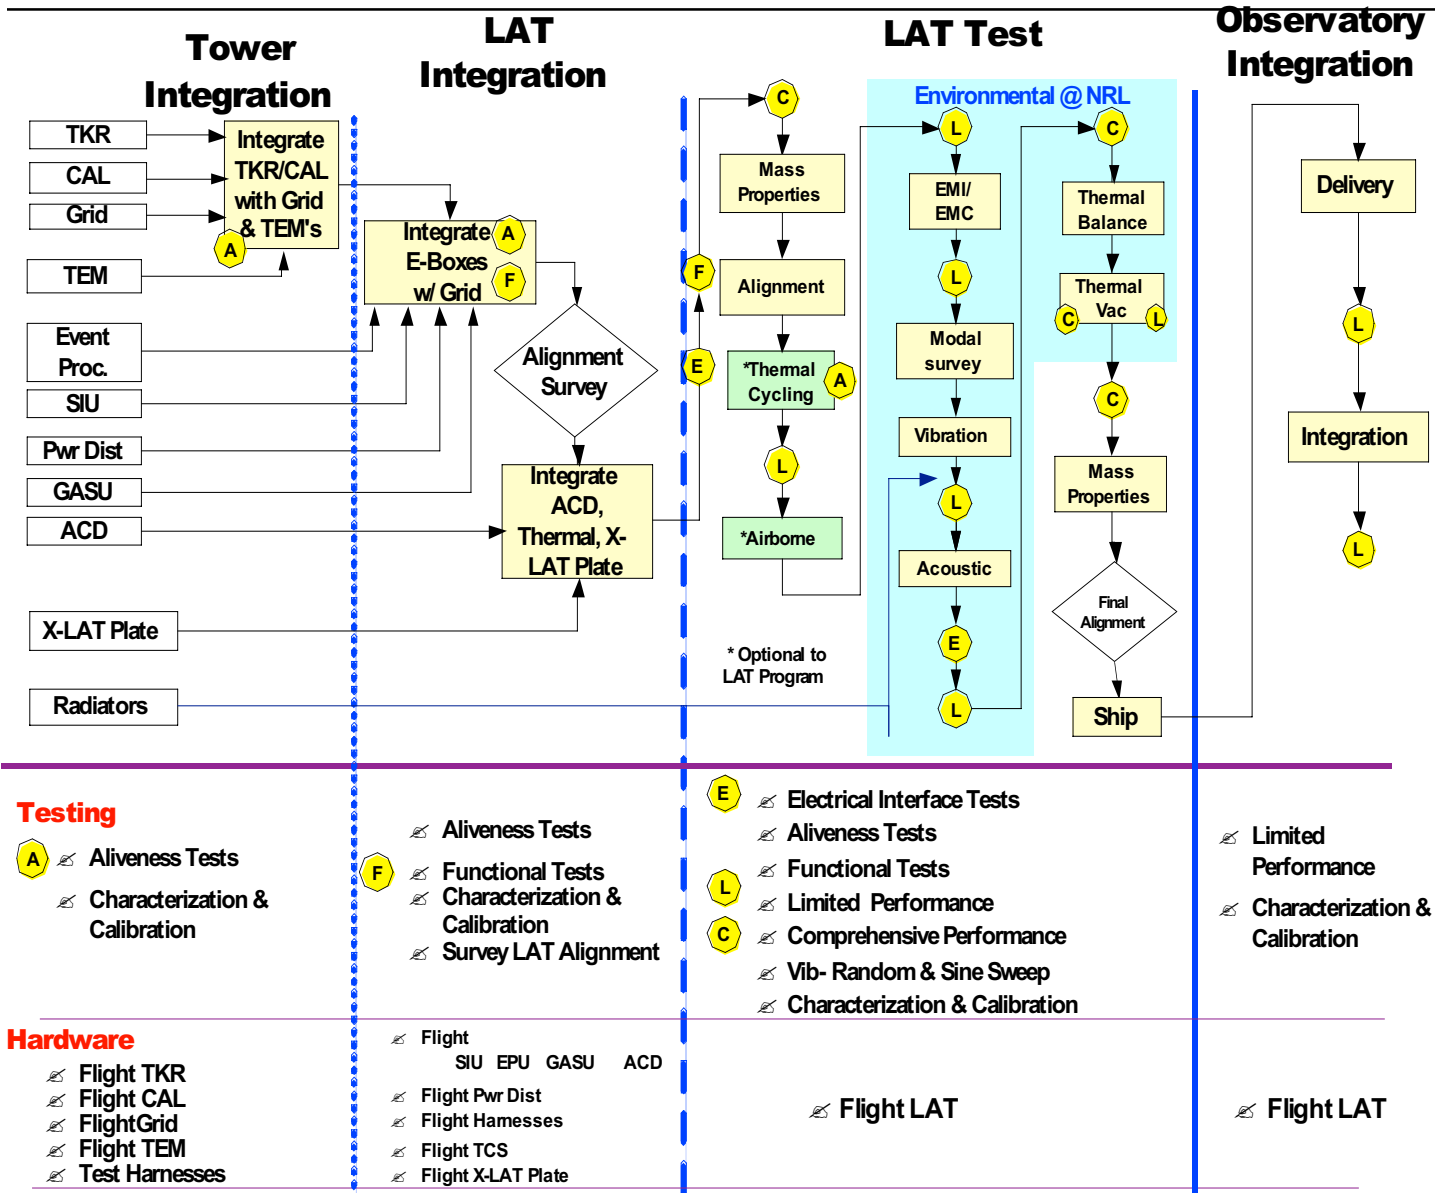 Tower
Integration
LAT
Integration
LAT Test
Observatory
Integration
TKR
CAL
Grid
TEM
Event
Proc.
SIU
Pwr Dist
GASU
ACD
X-LAT Plate
Radiators
Integrate
TKR/CAL
with Grid
& TEM's
A
Integrate
E-Boxes
w/ Grid
A
F
Alignment
Survey
Integrate
ACD,
Thermal, X-
LAT Plate
F
E
C
Mass
Properties
Alignment
*Thermal
Cycling
A
L
*Airborne
* Optional to
LAT Program
Environmental @ NRL
L
EMI/
EMC
L
Modal
survey
Vibration
L
Acoustic
E
L
C
Thermal
Balance
Thermal
Vac
C
L
C
Mass
Properties
Final
Alignment
Ship
Delivery
L
Integration
L
Testing
A
Aliveness Tests
Characterization &
Calibration
Aliveness Tests
F
Functional Tests
Characterization &
Calibration
Survey LAT Alignment
E
Electrical Interface Tests
Aliveness Tests
Functional Tests
L
Limited Performance
C
Comprehensive Performance
Vib- Random & Sine Sweep
Characterization & Calibration
Limited
Performance
Characterization &
Calibration
Hardware
Flight TKR
Flight CAL
FlightGrid
Flight TEM
Test Harnesses
Flight
SIU EPU GASU ACD
Flight Pwr Dist
Flight Harnesses
Flight TCS
Flight X-LAT Plate
Flight LAT
Flight LAT